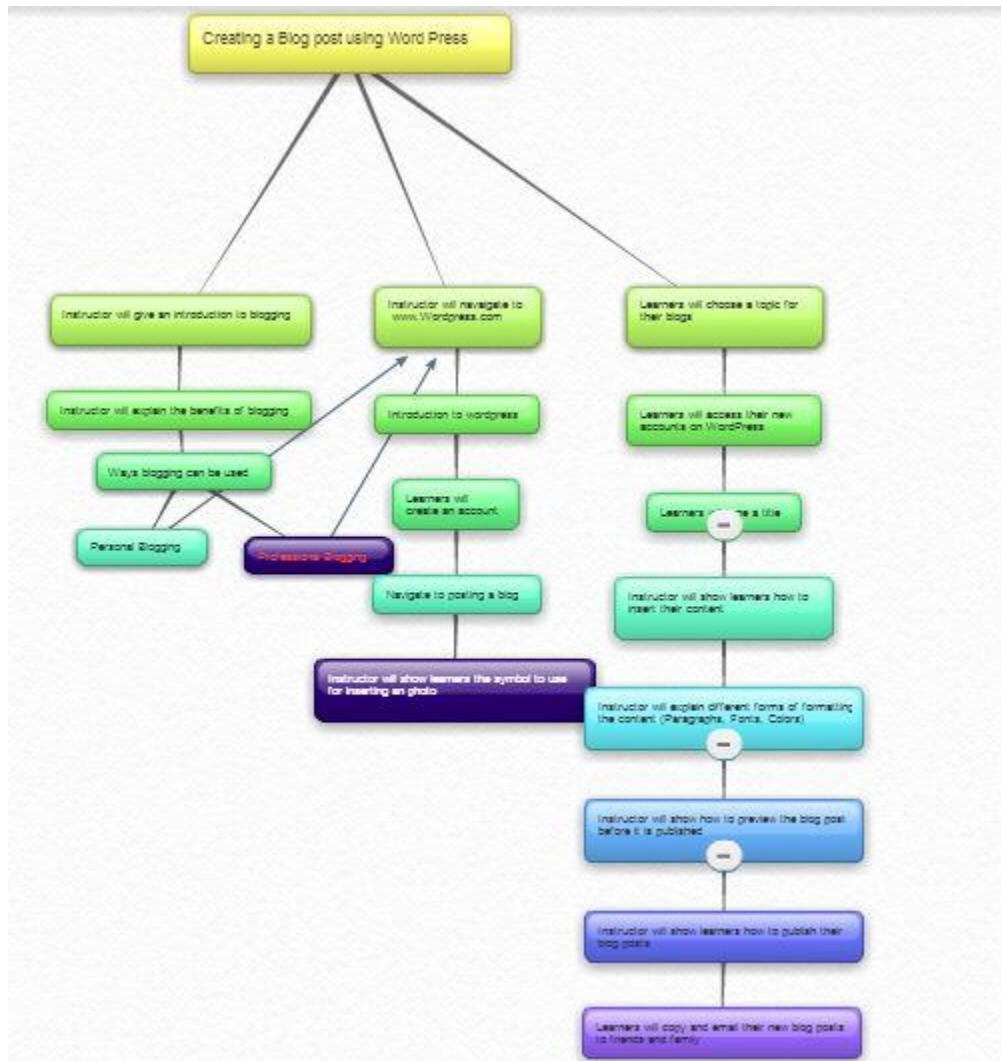 Creating a Blog post using Word Press
Instructor will give an introduction to blogging
Instructor will explain the benefits of blogging
Ways blogging can be used
Personal Blogging
Professional Blogging
Instructor will navaigate to
www.Wordpress.com
Introduction to wordpress
Learners will
create an account
Navigate to posting a blog
Instructor will show learners the symbol to use
for inserting an photo
Learners will choose a topic for
their blogs
Learners will access their new
accounts on WordPress
Learners a title
Instructor will show learners how to
insert their content
Instructor will explain different forms of formatting
the content (Paragraphs, Fonts, Colors)
Instructor will show how to preview the blog post
before it is published
Instructor will show learners how to publish their
blog posts
Learners will copy and email their new blog posts
to friends and family